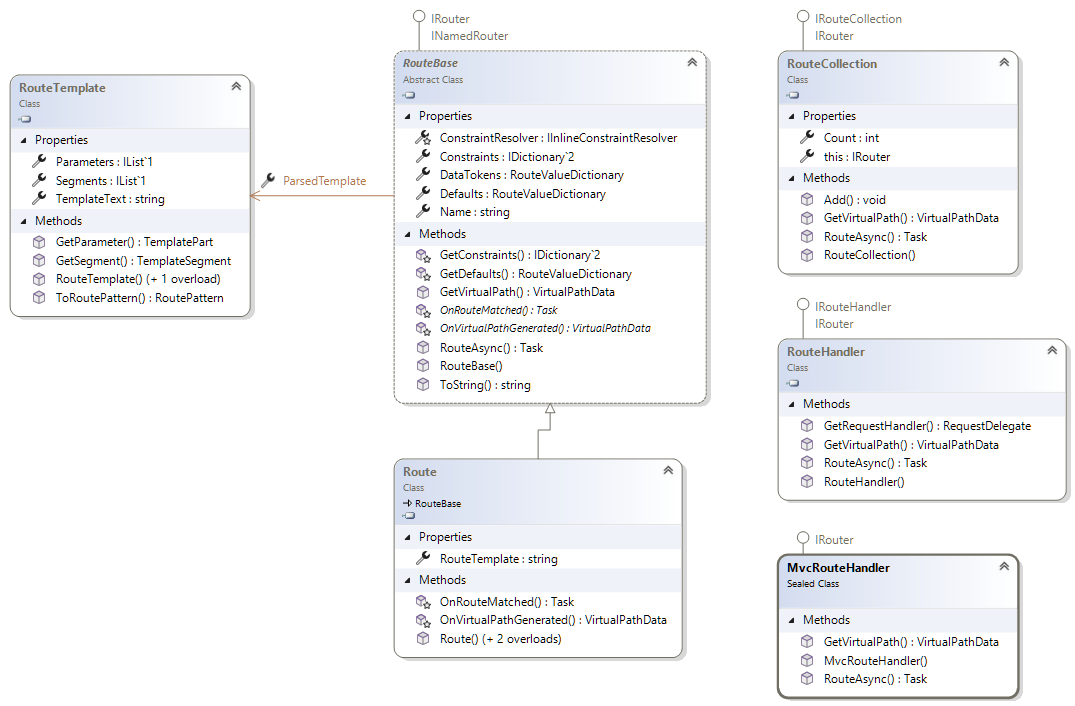 RouteTemplate
Class
Properties
Parameters : IList`1
Segments : IList`1
TemplateText : string
Methods
GetParameter() : TemplatePart
GetSegment() : TemplateSegment
RouteTemplate() (+ 1 overload)
ToRoutePattern() : RoutePattern
ParsedTemplate
IRouter
INamedRouter
RouteBase
Abstract Class
Properties
ConstraintResolver : IInlineConstraintResolver
Constraints : IDictionary`2
DataTokens : RouteValueDictionary
Defaults : RouteValueDictionary
Name : string
Methods
GetConstraints() : IDictionary`2
GetDefaults() : RouteValueDictionary
GetVirtualPath() : VirtualPathData
OnRouteMatched() : Task
OnVirtualPathGenerated() : VirtualPathData
RouteAsync() : Task
RouteBase()
ToString() : string
Route
Class
RouteBase
Properties
RouteTemplate : string
Methods
OnRouteMatched() : Task
OnVirtualPathGenerated() : VirtualPathData
Route() (+ 2 overloads)
IRouteCollection
IRouter
RouteCollection
Class
Properties
Count : int
this : IRouter
Methods
Add() : void
GetVirtualPath() : VirtualPathData
RouteAsync() : Task
RouteCollection()
IRouteHandler
IRouter
RouteHandler
Class
Methods
GetRequestHandler() : RequestDelegate
GetVirtualPath() : VirtualPathData
RouteAsync() : Task
RouteHandler()
IRouter
MvcRouteHandler
Sealed Class
Methods
GetVirtualPath() : VirtualPathData
MvcRouteHandler()
RouteAsync() : Task